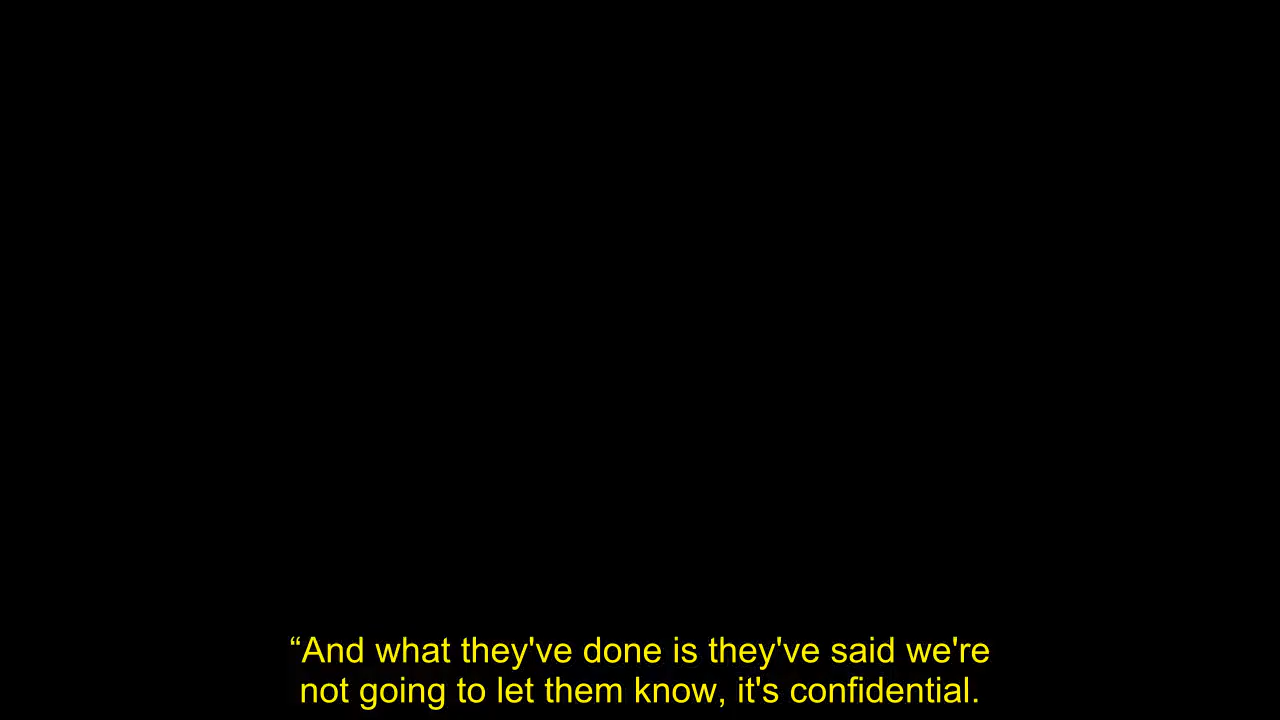 “And what they've done is they've said we're
not going to let them know, it's confidential.